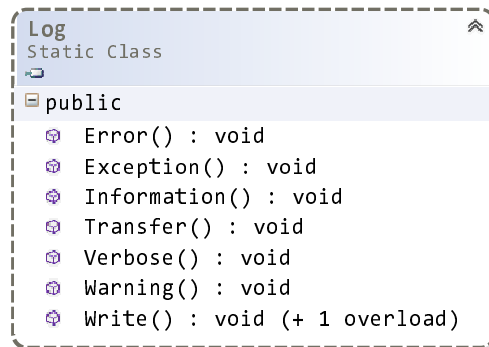 Log
Static Class
public
Error() : void
Exception() : void
Information() : void
Transfer() : void
Verbose() : void
Warning() : void
Write() : void (+ 1 overload)